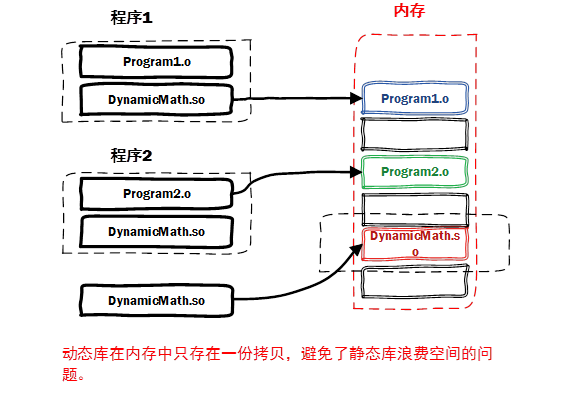 程序1
Program1.o
DynamicMath.so
程序2
Program2.o
DynamicMath.so
DynamicMath.so
内存
Program1.o
Program2.o
DynamicMath.s
o
动态库在内存中只存在一份拷贝，避免了静态库浪费空间的问
题。